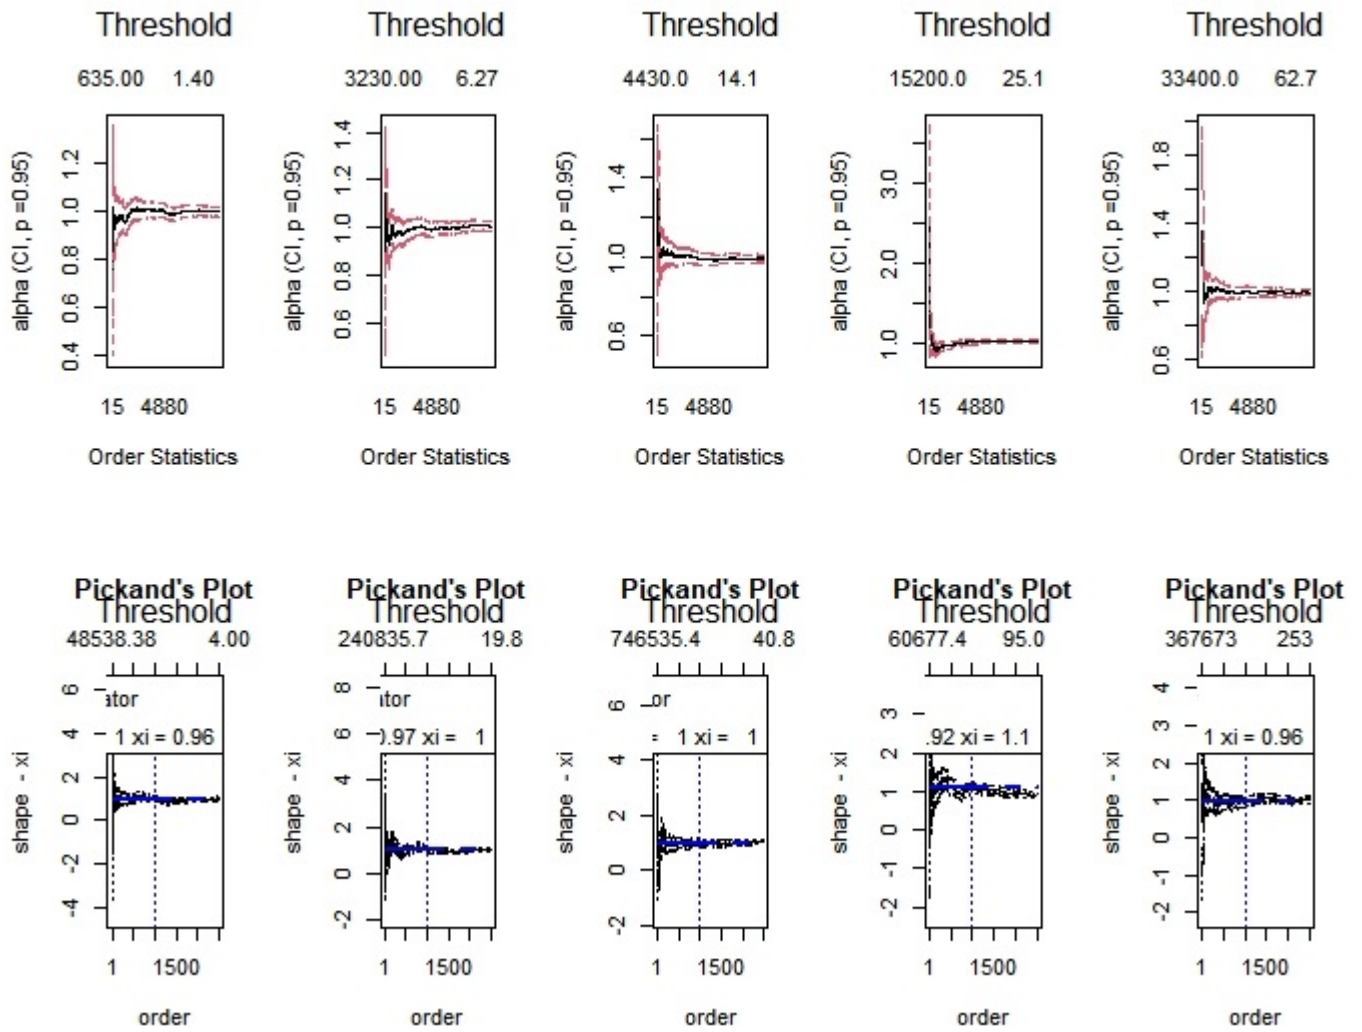 Threshold Threshold Threshold Threshold Threshold
635.00 1.40 3230.00 6.27 4430.0 14.1 15200.0 25.1 33400.0 62.7
alpha (CI, p =0.95)
0.4 0.6 0.8 1.0 1.2
alpha (CI, p =0.95)
0.6 0.8 1.0 1.2 1.4
alpha (CI, p =0.95)
0.6 1.0 1.4
alpha (CI, p =0.95)
1.0 2.0 3.0
alpha (CI, p =0.95)
0.6 1.0 1.4 1.8
15 4880 15 4880 15 4880 15 4880 15 4880
Order Statistics Order Statistics Order Statistics Order Statistics Order Statistics
Pickand's Plot Pickand's Plot Pickand's Plot Pickand's Plot Pickand's Plot
Threshold Threshold Threshold Threshold Threshold
48538.38 4.00 240835.7 19.8 746535.4 40.8 60677.4 95.0 367673 253
ator ator or
1 xi = 0.96 0.97 xi = 1 = 1 xi = 1 .92 xi = 1.1 1 xi = 0.96
shape - xi
-4 -2 0 2 4 6
shape - xi
-2 0 2 4 6 8
shape - xi
-2 0 2 4 6
shape - xi
-2 -1 0 1 2 3
shape - xi
-2 -1 0 1 2 3 4
1 1500 1 1500 1 1500 1 1500 1 1500
order order order order order